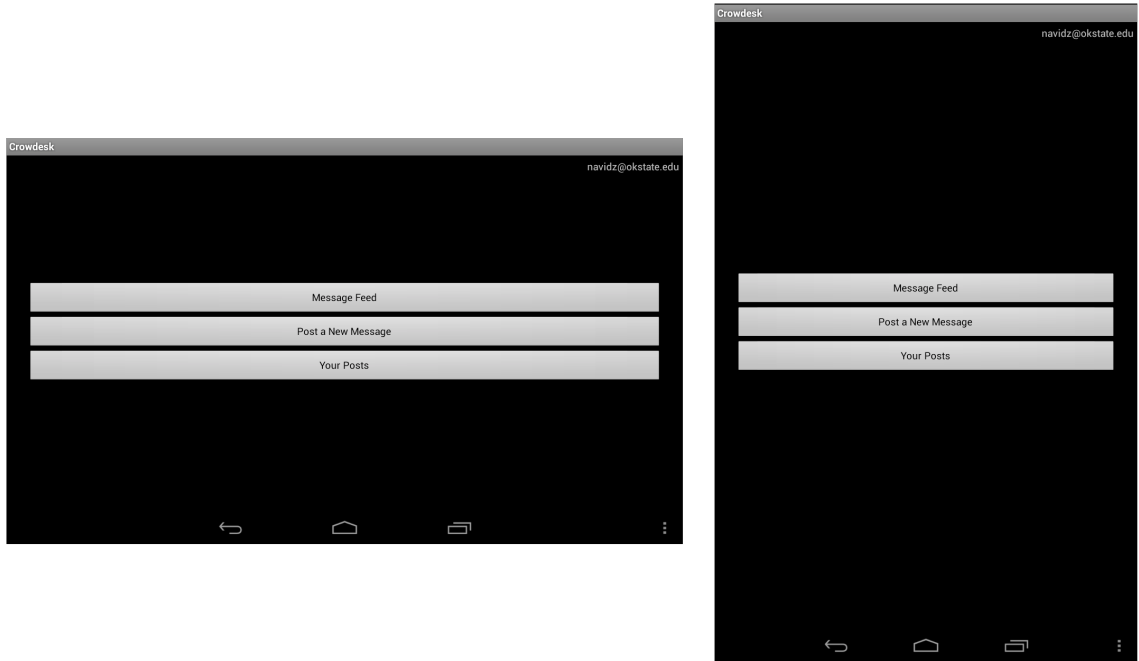 Crowdesk
navidz@okstate.edu
Message Feed
Post a New Message
Your Posts
Crowdesk
navidz@okstate.edu
Message Feed
Post a New Message
Your Posts